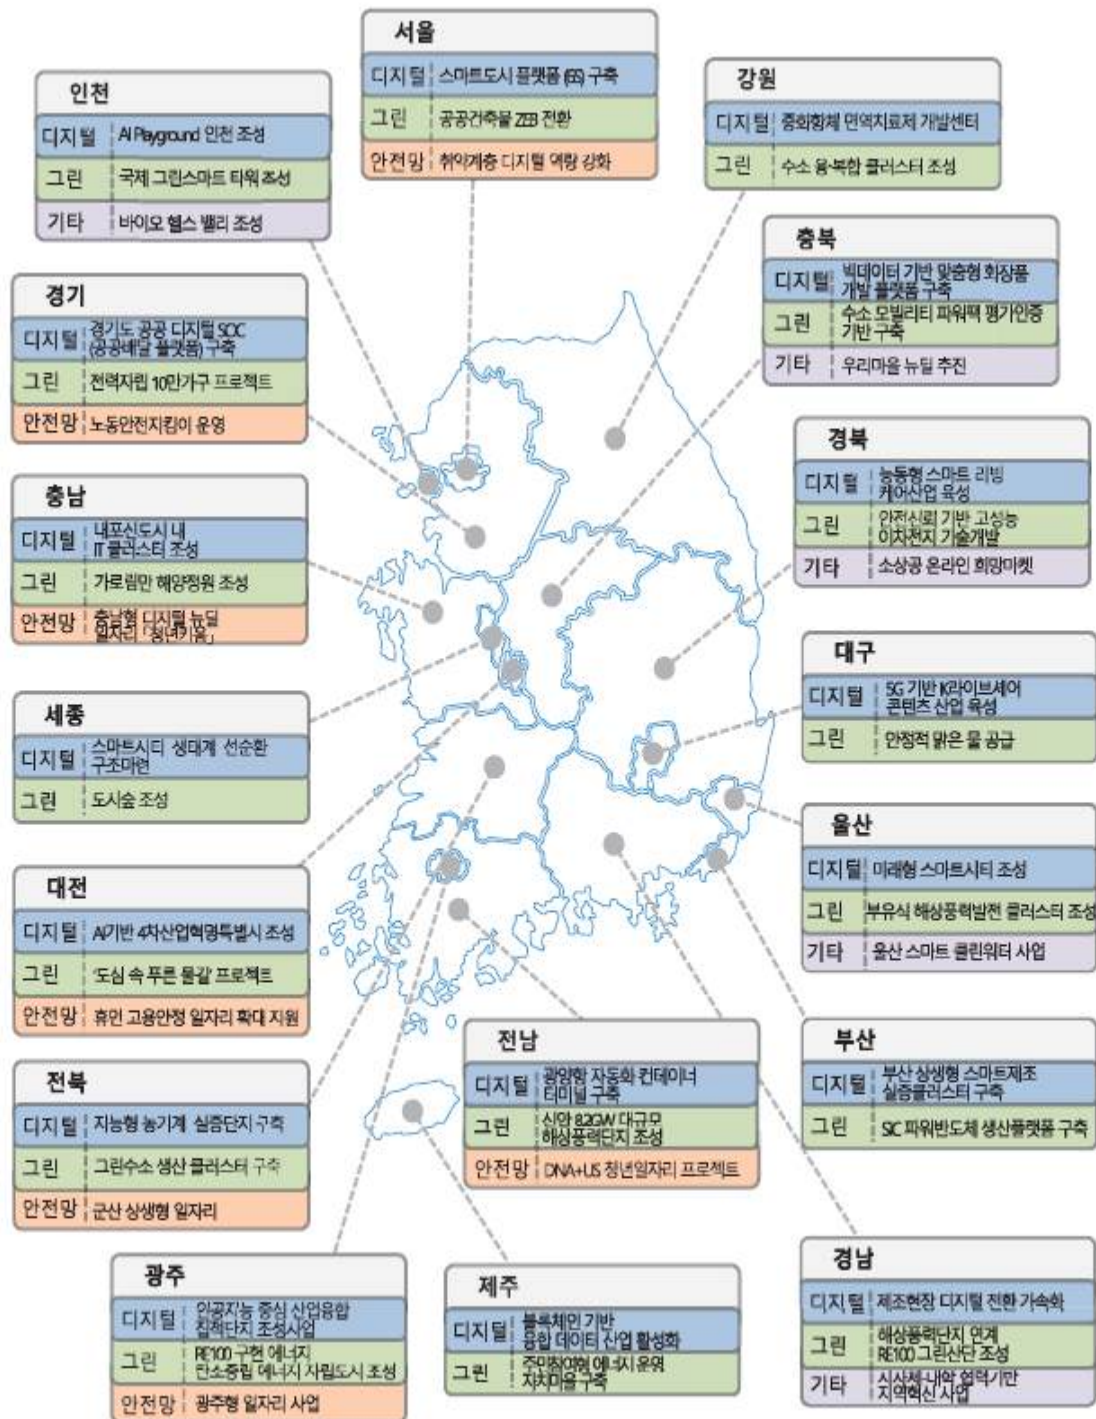 서울
디지털 스마트도시 플랫폼 (6S) 구축
그린 공공건축물 ZEB 전환
안전망 취약계층 디지털 역량 강화
인천
디지털 AI Playground 인천 조성
그린 국제 그린스마트 타워 조성
기타 바이오 헬스 밸리 조성
강원
디지털 중화항체 면역치료제 개발센터
그린 수소 융·복합 클러스터 조성
충북
디지털 빅데이터 기반 맞춤형 화장품
개발 플랫폼 구축
그린 수소 모빌리티 파워팩 평가인증
기반 구축
기타 우리마을 뉴딜 추진
경기
디지털 경기도 공공 디지털 SOC
(공공배달 플랫폼) 구축
그린 전력자립 10만가구 프로젝트
안전망 노동안전지킴이 운영
경북
디지털 능동형 스마트 리빙
케어산업 육성
그린 안전신뢰 기반 고성능
이차전지 기술개발
기타 소상공 온라인 희망마켓
충남
디지털 내포신도시 내
IT 클러스터 조성
그린 가로림만 해양정원 조성
안전망 충남형 디지털 뉴딜
일자리 「청년키움」
대구
디지털 5G 기반 K라이브셰어
콘텐츠 산업 육성
그린 안정적 맑은 물 공급
세종
디지털 스마트시티 생태계 선순환
구조마련
그린 도시숲 조성
울산
디지털 미래형 스마트시티 조성
그린 부유식 해상풍력발전 클러스터 조성
기타 울산 스마트 클린워터 사업
대전
디지털 AI기반 4차산업혁명특별시 조성
그린 '도심 속 푸른 물길' 프로젝트
안전망 휴먼 고용안정 일자리 확대 지원
전남
디지털 광양항 자동화 컨테이너
터미널 구축
그린 신안 8.2GW 대규모
해상풍력단지 조성
안전망 DNA+US 청년일자리 프로젝트
부산
디지털 부산 상생형 스마트제조
실증클러스터 구축
그린 SiC 파워반도체 생산플랫폼 구축
전북
디지털 지능형 농기계 실증단지 구축
그린 그린수소 생산 클러스터 구축
안전망 군산 상생형 일자리
광주
디지털 인공지능 중심 산업융합
집적단지 조성사업
그린 RE100 구현 에너지
탄소중립 에너지 자립도시 조성
안전망 광주형 일자리 사업
제주
디지털 블록체인 기반
융합 데이터 산업 활성화
그린 주민참여형 에너지 운영
자치마을 구축
경남
디지털 제조현장 디지털 전환 가속화
그린 해상풍력단지 연계
RE100 그린산단 조성
기타 지자체-대학 협력기반
지역혁신 사업